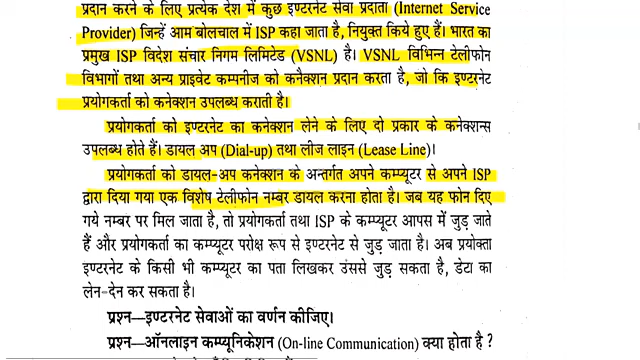 प्रदान करने के लिए प्रत्येक देश में कुछ इण्टरनेट सेवा प्रदाता (Internet Service
Provider) जिन्हें आम बोलचाल में ISP कहा जाता है, नियुक्त किये हुए हैं। भारत का
प्रमुख ISP विदेश संचार निगम लिमिटेड (VSNL) है। VSNL विभिन्न टेलीफोन
विभागों तथा अन्य प्राइवेट कम्पनीज को कनैक्शन प्रदान करता है, जो कि इण्टरनेट
प्रयोगकर्ता को कनेक्शन उपलब्ध कराती है।
प्रयोगकर्ता को इण्टरनेट का कनेक्शन लेने के लिए दो प्रकार के कनेक्शन्स
उपलब्ध होते हैं। डायल अप (Dial-up) तथा लीज लाइन (Lease Line)।
प्रयोगकर्ता को डायल-अप कनेक्शन के अन्तर्गत अपने कम्प्यूटर से अपने ISP
द्वारा दिया गया एक विशेष टेलीफोन नम्बर डायल करना होता है। जब यह फोन दिए
गये नम्बर पर मिल जाता है, तो प्रयोगकर्ता तथा ISP के कम्प्यूटर आपस में जुड़ जाते
हैं और प्रयोगकर्ता का कम्प्यूटर परोक्ष रूप से इण्टरनेट से जुड़ जाता है। अब प्रयोक्ता
इण्टरनेट के किसी भी कम्प्यूटर का पता लिखकर उससे जुड़ सकता है, डेटा का
लेन-देन कर सकता है।
प्रश्न—इण्टरनेट सेवाओं का वर्णन कीजिए।
प्रश्न—ऑनलाइन कम्यूनिकेशन (On-line Communication) क्या होता है ?